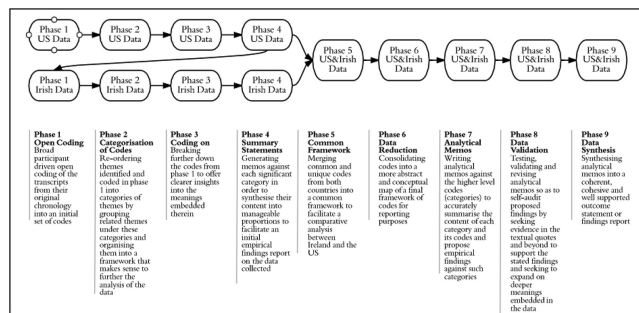 Phase 1
US Data
Phase 2
US Data
Phase 3
US Data
Phase 4
US Data
Phase 1
Irish Data
Phase 2
Irish Data
Phase 3
Irish Data
Phase 4
Irish Data
Phase 5
US&Irish
Data
Phase 6
US&Irish
Data
Phase 7
US&Irish
Data
Phase 8
US&Irish
Data
Phase 9
US&Irish
Data
Phase 1
Open Coding
Broad
participant
driven open
coding of the
transcripts
from their
original
chronology
into an initial
set of codes
Phase 2
Categorisation
of Codes
Re-ordering
themes
identified and
coded in phase
1 into
categories of
themes by
grouping
related themes
under these
categories and
organising
them into a
framework that
makes sense to
further the
analysis of the
data
Phase 3
Coding on
Breaking
further down
the codes from
phase 1 to offer
clearer insights
into the
meanings
embedded
therein
Phase 4
Summary
Statements
Generating
memos against
each significant
category in
order to
synthesise their
content into
manageable
proportions to
facilitate an
initial
empirical
findings report
on the data
collected
Phase 5
Common
Framework
Merging
common and
unique codes
from both
countries into
a common
framework to
facilitate a
comparative
analysis
between
Ireland and the
US
Phase 6
Data
Reduction
Consolidating
codes into a
more abstract
and conceptual
map of a final
framework of
codes for
reporting
purposes
Phase 7
Analytical
Memos
Writing
analytical
memos against
the higher level
codes
(categories) to
accurately
summarise the
content of each
category and
its codes and
propose
empirical
findings
against such
categories
Phase 8
Data
Validation
Testing,
validating and
revising
analytical
memos so as to
self-audit
proposed
findings by
seeking
evidence in the
textual quotes
and beyond to
support the
stated findings
and seeking to
expand on
deeper
meanings
embedded in
the data
Phase 9
Data
Synthesis
Synthesising
analytical
memos into a
coherent,
cohesive and
well supported
outcome
statement or
findings report